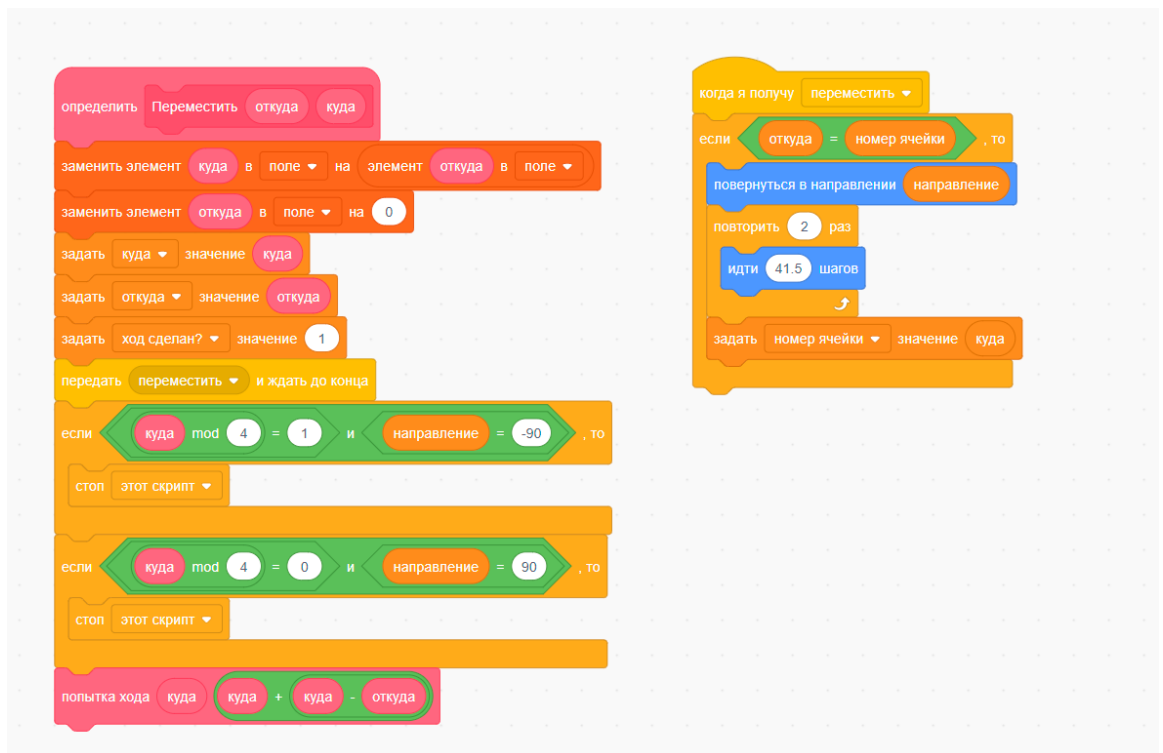 определить Переместить откуда куда
заменить элемент куда в поле на элемент откуда в поле
заменить элемент откуда в поле на 0
задать куда значение куда
задать откуда значение откуда
задать ход сделан? значение 1
передать переместить и ждать до конца
если куда mod 4 = 1 и направление = -90 , то
стоп этот скрипт
если куда mod 4 = 0 и направление = 90 , то
стоп этот скрипт
попытка хода куда куда + куда - откуда
когда я получу переместить
если откуда = номер ячейки , то
повернуться в направлении направление
повторить 2 раз
идти 41.5 шагов
задать номер ячейки значение куда